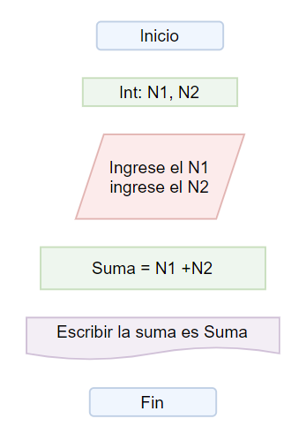 Inicio
Int: N1, N2
Ingrese el N1
ingrese el N2
Suma = N1 +N2
Escribir la suma es Suma
Fin